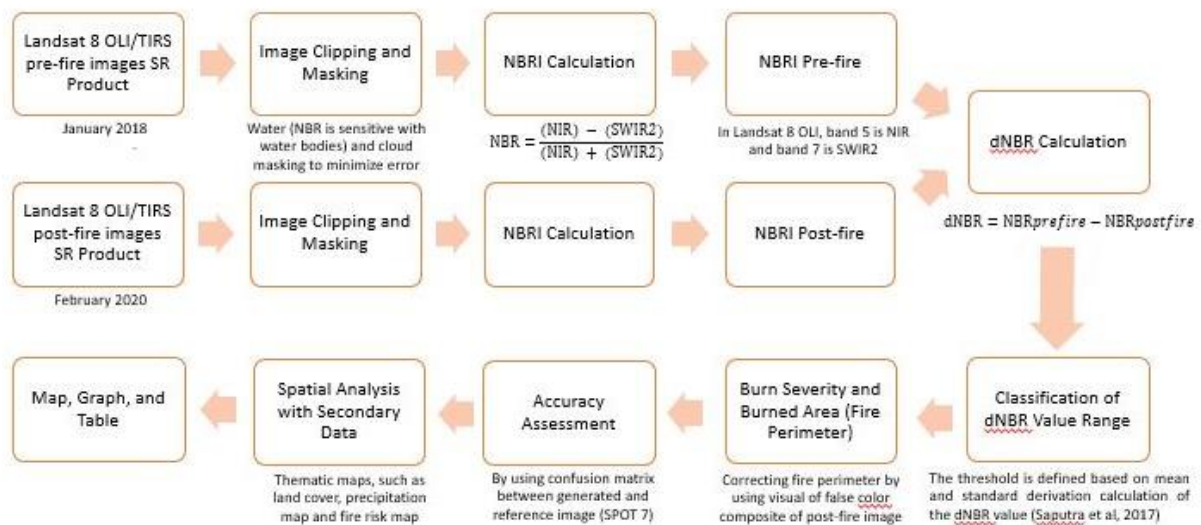 Landsat 8 OLI/TIRS
pre-fire images SR
Product
January 2018
Image Clipping and
Masking
Water (NBR is sensitive with
water bodies) and cloud
masking to minimize error
NBRI Calculation
NBR = (NIR) − (SWIR2)
(NIR) + (SWIR2)
NBRI Pre-fire
In Landsat 8 OLI, band 5 is NIR
and band 7 is SWIR2
dNBR Calculation
dNBR = NBRprefire − NBRpostfire
Landsat 8 OLI/TIRS
post-fire images
SR Product
February 2020
Image Clipping and
Masking
NBRI Calculation
NBRI Post-fire
Classification of
dNBR Value Range
The threshold is defined based on mean
and standard derivation calculation of
the dNBR value (Saputra et al, 2017)
Burn Severity and
Burned Area (Fire
Perimeter)
Correcting fire perimeter by
using visual of false color
composite of post-fire image
Accuracy
Assessment
By using confusion matrix
between generated and
reference image (SPOT 7)
Spatial Analysis
with Secondary
Data
Thematic maps, such as
land cover, precipitation
map and fire risk map
Map, Graph, and
Table